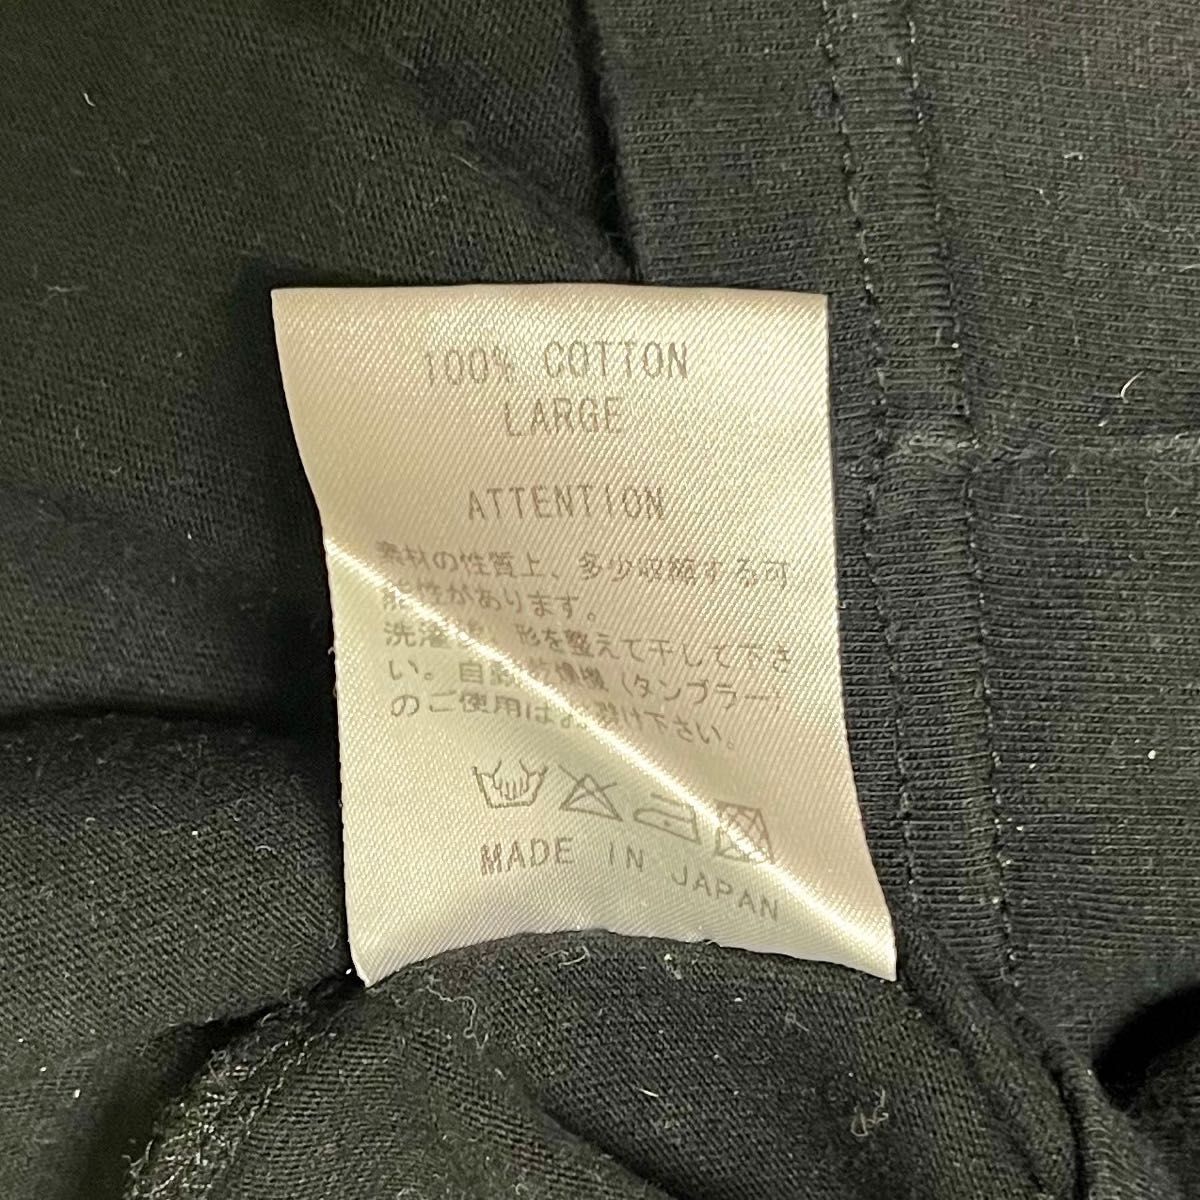 100% COTTON
LARGE
ATTENTION
素材の性質上、多少収縮する可
能性があります。
洗濯後、形を整えて干して下さ
い。自動乾燥機(タンブラー)
のご使用はお避け下さい。
MADE IN JAPAN